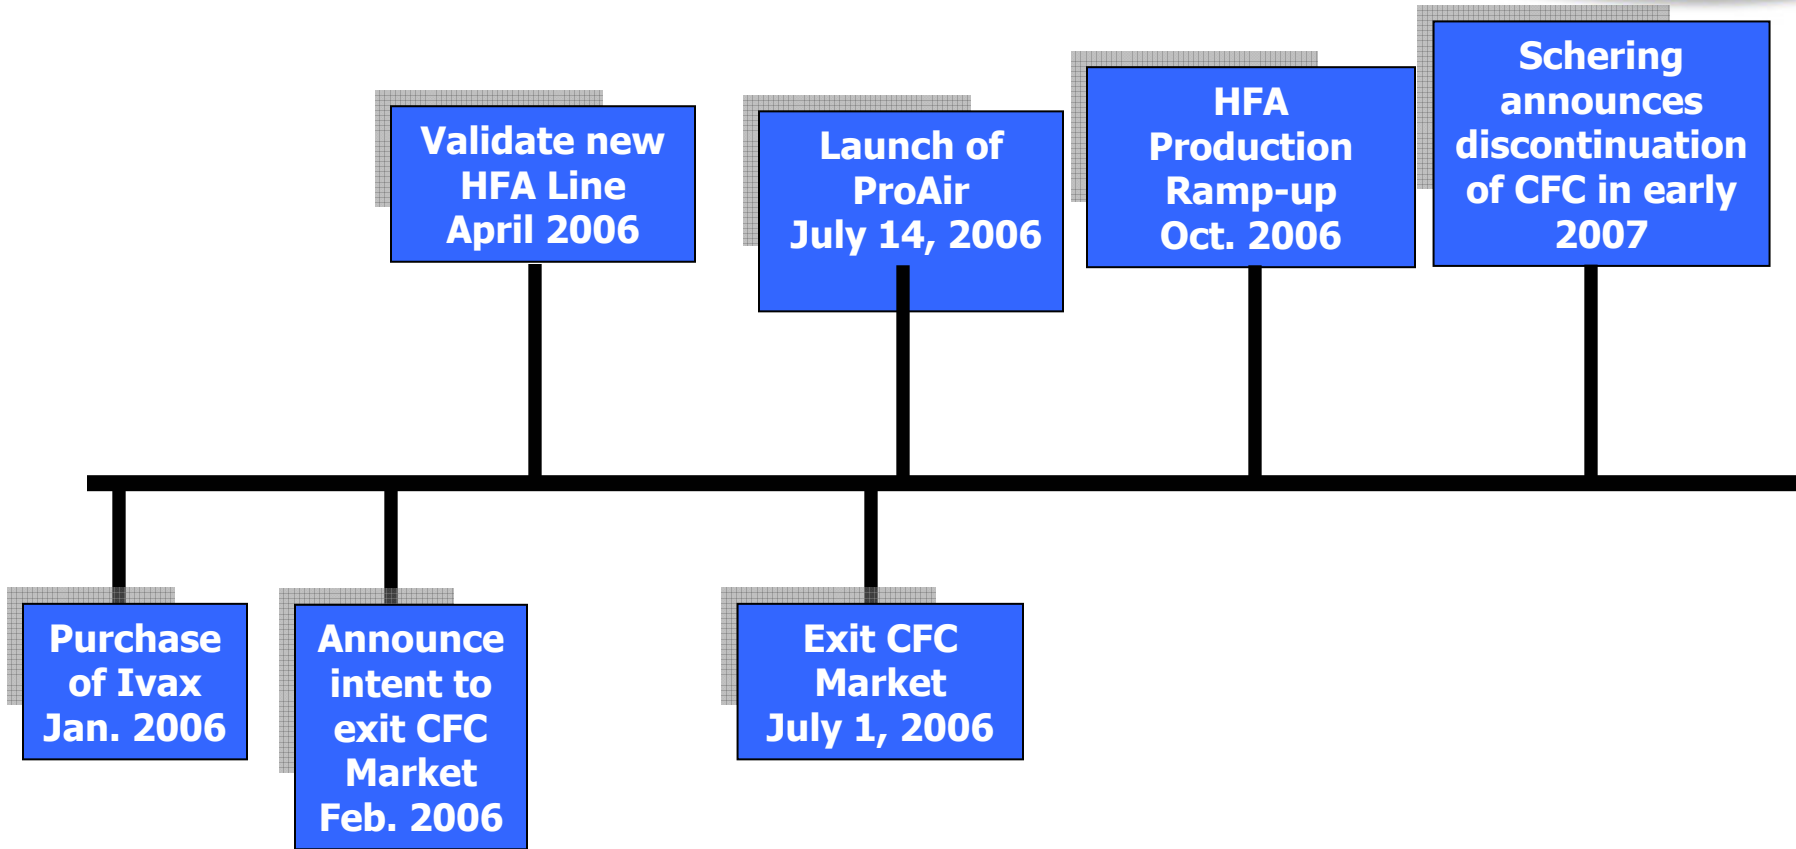 Validate new
HFA Line
April 2006
Launch of
ProAir
July 14, 2006
HFA
Production
Ramp-up
Oct. 2006
Schering
announces
discontinuation
of CFC in early
2007
Purchase
of Ivax
Jan. 2006
Announce
intent to
exit CFC
Market
Feb. 2006
Exit CFC
Market
July 1, 2006